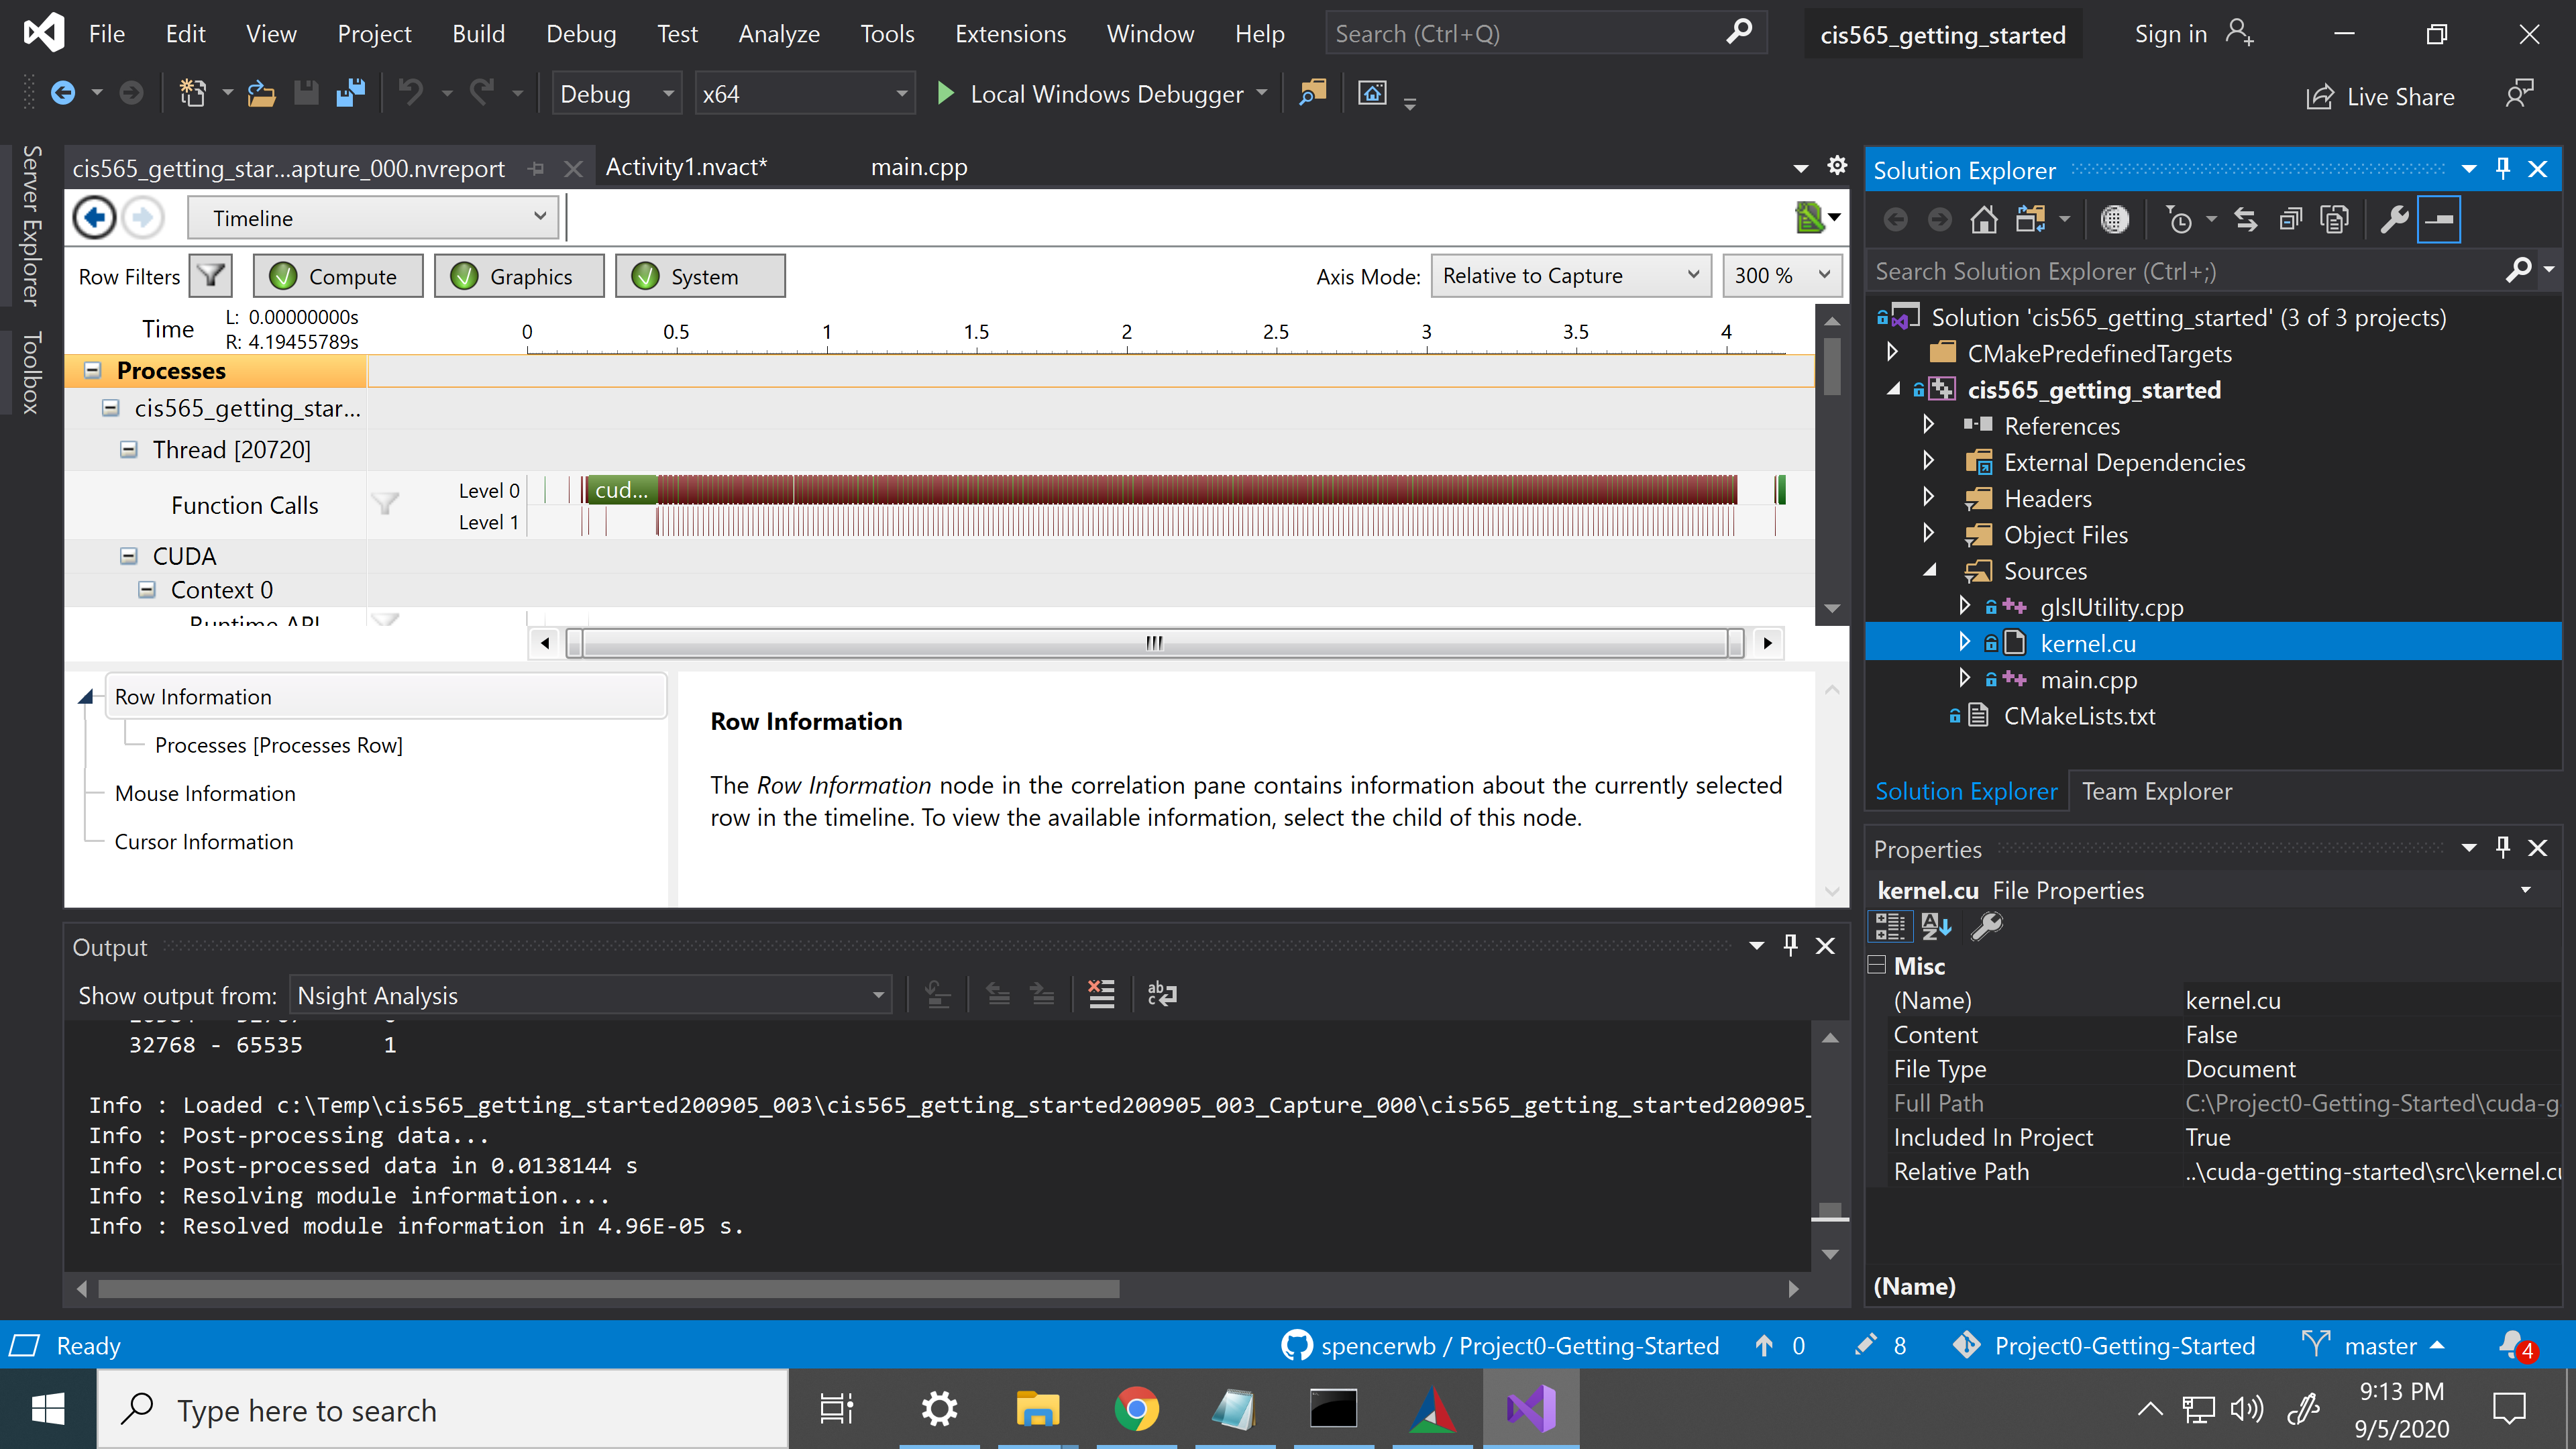 File Edit View Project Build Debug Test Analyze Tools Extensions Window Help Search (Ctrl+Q) cis565_getting_started Sign in
Debug x64 Local Windows Debugger Live Share
Server Explorer
Toolbox
cis565_getting_star...apture_000.nvreport Activity1.nvact* main.cpp
Timeline
Row Filters Compute Graphics System Axis Mode: Relative to Capture 300 %
Time L: 0.00000000s
R: 4.19455789s
0 0.5 1 1.5 2 2.5 3 3.5 4
Processes
cis565_getting_star...
Thread [20720]
Function Calls
Level 0 cud...
Level 1
CUDA
Context 0
Runtime API
Row Information
Processes [Processes Row]
Mouse Information
Cursor Information
Row Information
The Row Information node in the correlation pane contains information about the currently selected
row in the timeline. To view the available information, select the child of this node.
Output
Show output from: Nsight Analysis
32768 - 65535 1
Info : Loaded c:\Temp\cis565_getting_started200905_003\cis565_getting_started200905_003_Capture_000\cis565_getting_started200905_
Info : Post-processing data...
Info : Post-processed data in 0.0138144 s
Info : Resolving module information....
Info : Resolved module information in 4.96E-05 s.
Solution Explorer
Search Solution Explorer (Ctrl+;)
Solution 'cis565_getting_started' (3 of 3 projects)
CMakePredefinedTargets
cis565_getting_started
References
External Dependencies
Headers
Object Files
Sources
glslUtility.cpp
kernel.cu
main.cpp
CMakeLists.txt
Solution Explorer Team Explorer
Properties
kernel.cu File Properties
Misc
(Name) kernel.cu
Content False
File Type Document
Full Path C:\Project0-Getting-Started\cuda-g
Included In Project True
Relative Path ..\cuda-getting-started\src\kernel.cu
(Name)
Ready spencerwb / Project0-Getting-Started 0 8 Project0-Getting-Started master 4
Type here to search
9:13 PM
9/5/2020